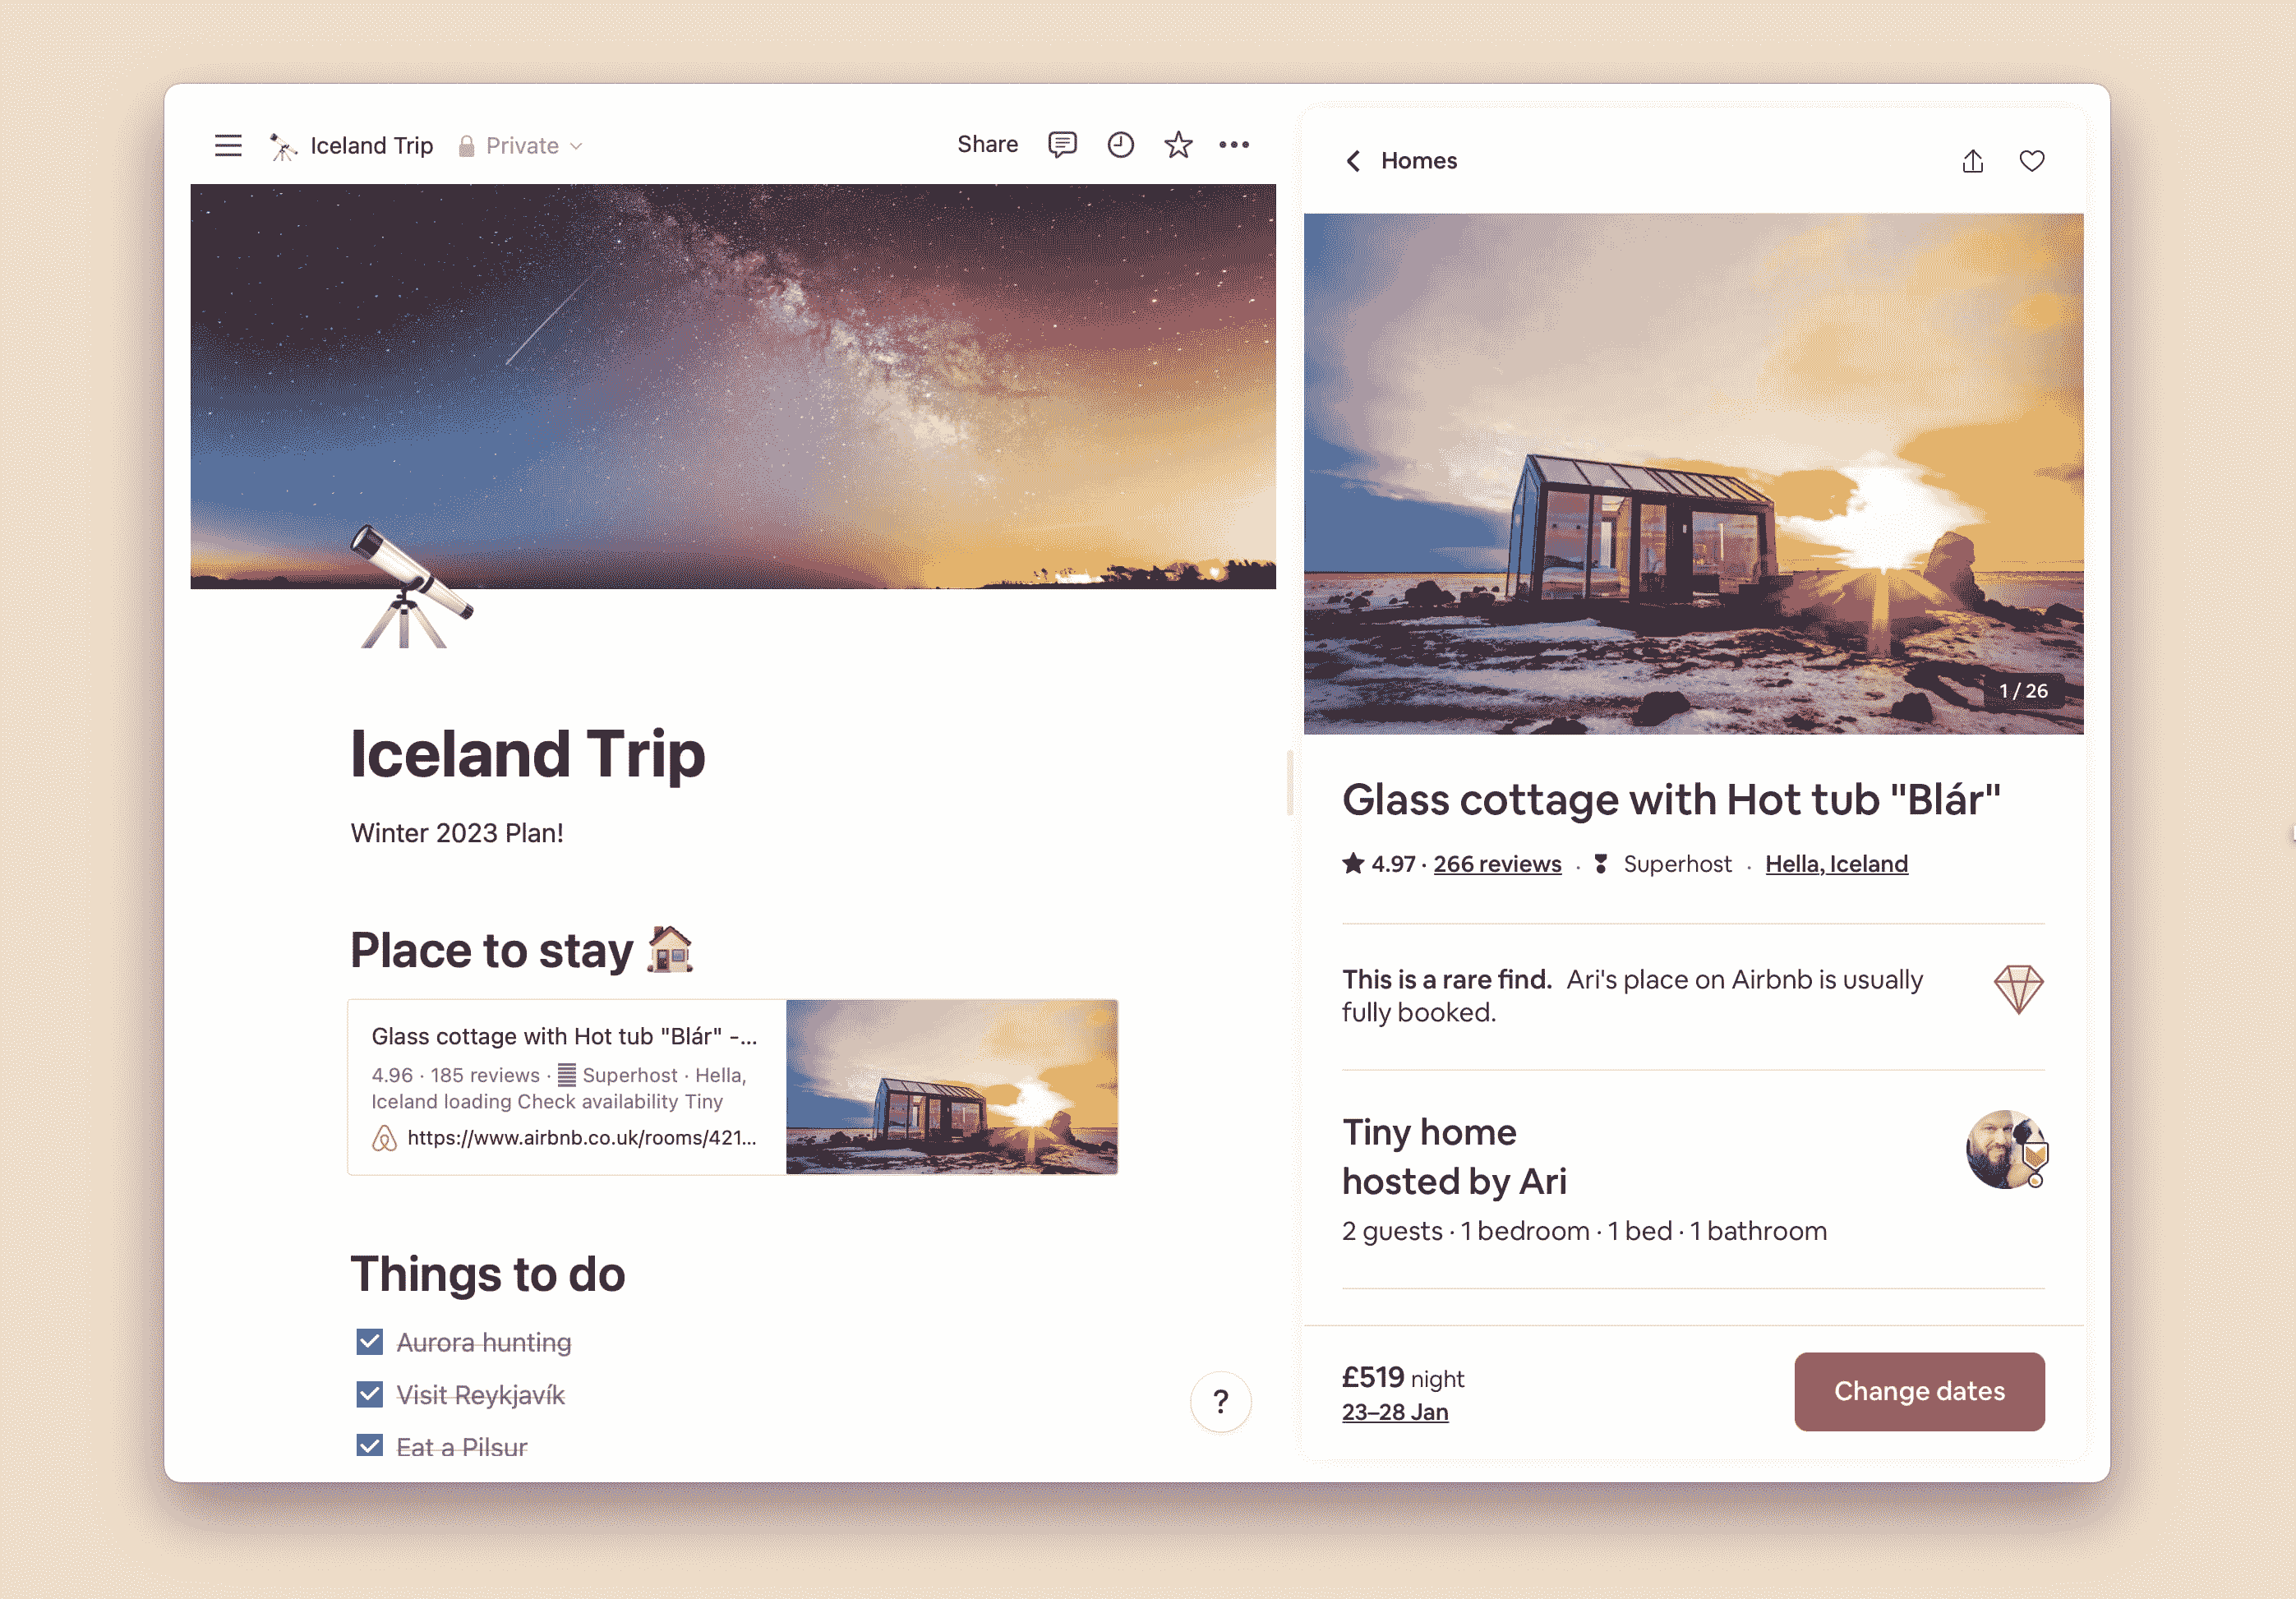 Iceland Trip Private
Share
Iceland Trip
Winter 2023 Plan!
Place to stay
Glass cottage with Hot tub "Blár" -...
4.96 · 185 reviews · Superhost · Hella,
Iceland loading Check availability Tiny
https://www.airbnb.co.uk/rooms/421...
Things to do
Aurora hunting
Visit Reykjavík
Eat a Pilsur
?
Homes
1 / 26
Glass cottage with Hot tub "Blár"
4.97 · 266 reviews · Superhost · Hella, Iceland
This is a rare find. Ari's place on Airbnb is usually
fully booked.
Tiny home
hosted by Ari
2 guests · 1 bedroom · 1 bed · 1 bathroom
£519 night
23–28 Jan
Change dates